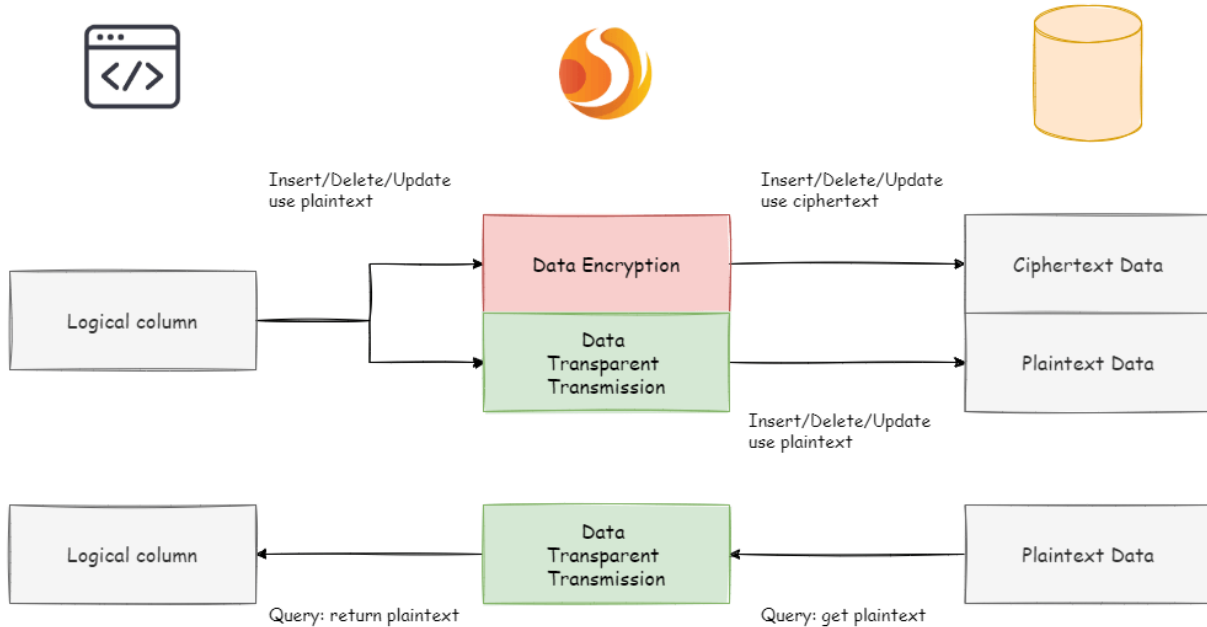 </>
Insert/Delete/Update
use plaintext
Insert/Delete/Update
use ciphertext
Logical column
Data Encryption
Ciphertext Data
Data
Transparent
Transmission
Plaintext Data
Insert/Delete/Update
use plaintext
Logical column
Data
Transparent
Transmission
Plaintext Data
Query: return plaintext
Query: get plaintext